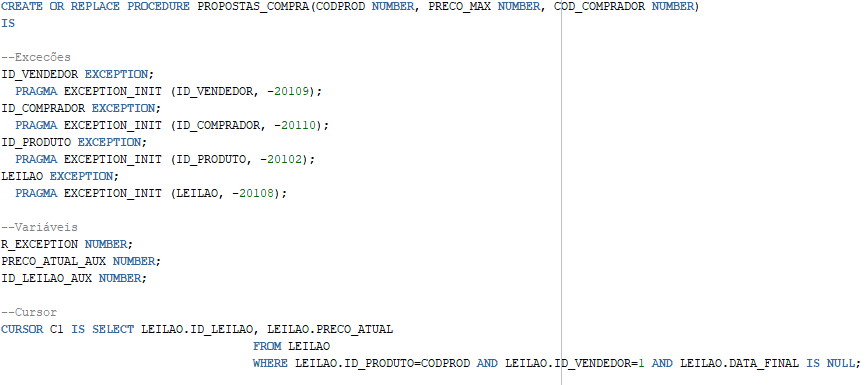 CREATE OR REPLACE PROCEDURE PROPOSTAS_COMPRA(CODPROD NUMBER, PRECO_MAX NUMBER, COD_COMPRADOR NUMBER)
IS
--Excecões
ID_VENDEDOR EXCEPTION;
PRAGMA EXCEPTION_INIT (ID_VENDEDOR, -20109);
ID_COMPRADOR EXCEPTION;
PRAGMA EXCEPTION_INIT (ID_COMPRADOR, -20110);
ID_PRODUTO EXCEPTION;
PRAGMA EXCEPTION_INIT (ID_PRODUTO, -20102);
LEILAO EXCEPTION;
PRAGMA EXCEPTION_INIT (LEILAO, -20108);
--Variáveis
R_EXCEPTION NUMBER;
PRECO_ATUAL_AUX NUMBER;
ID_LEILAO_AUX NUMBER;
--Cursor
CURSOR C1 IS SELECT LEILAO.ID_LEILAO, LEILAO.PRECO_ATUAL
FROM LEILAO
WHERE LEILAO.ID_PRODUTO=CODPROD AND LEILAO.ID_VENDEDOR=1 AND LEILAO.DATA_FINAL IS NULL;